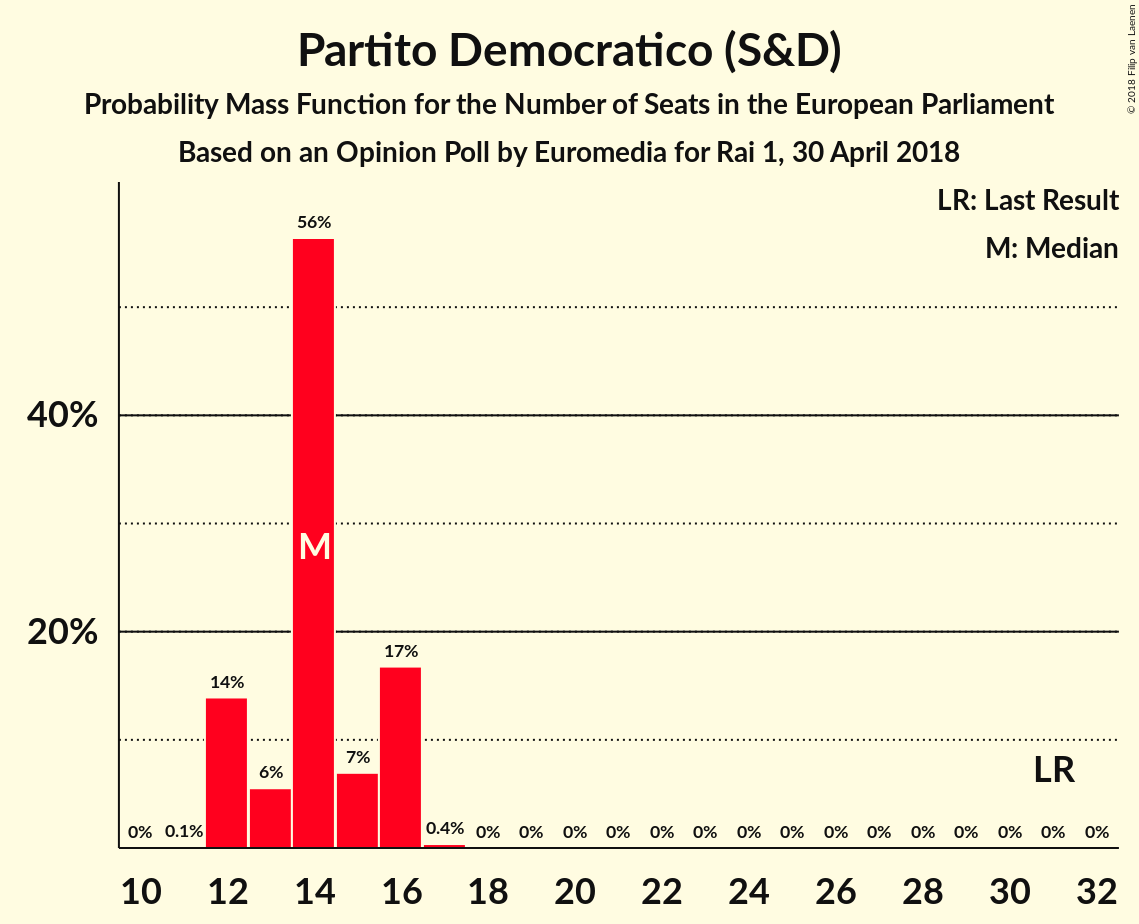 Partito Democratico (S&D)
Probability Mass Function for the Number of Seats in the European Parliament
Based on an Opinion Poll by Euromedia for Rai 1, 30 April 2018
© 2018 Filip van Laenen
LR: Last Result
M: Median
56%
40%
M
20%
17%
14%
7%
6%
LR
0% 0.1% 0.4% 0% 0% 0% 0% 0% 0% 0% 0% 0% 0% 0% 0% 0% 0% 0%
10 12 14 16 18 20 22 24 26 28 30 32